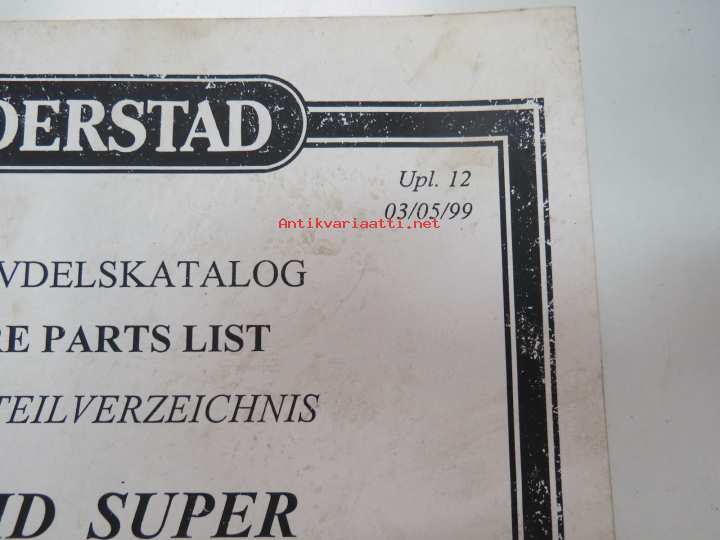 DERSTAD
Upl. 12
03/05/99
Antikvariaatti.net
VDELSKATALOG
RE PARTS LIST
TEILVERZEICHNIS
ID SUPER